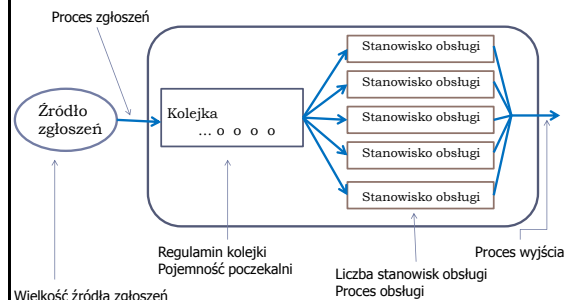 Proces zgłoszeń
Źródło
zgłoszeń
Kolejka
... o o o o
Stanowisko obsługi
Stanowisko obsługi
Stanowisko obsługi
Stanowisko obsługi
Stanowisko obsługi
Regulamin kolejki
Pojemność poczekalni
Proces wyjścia
Liczba stanowisk obsługi
Proces obsługi
Wielkość źródła zgłoszeń